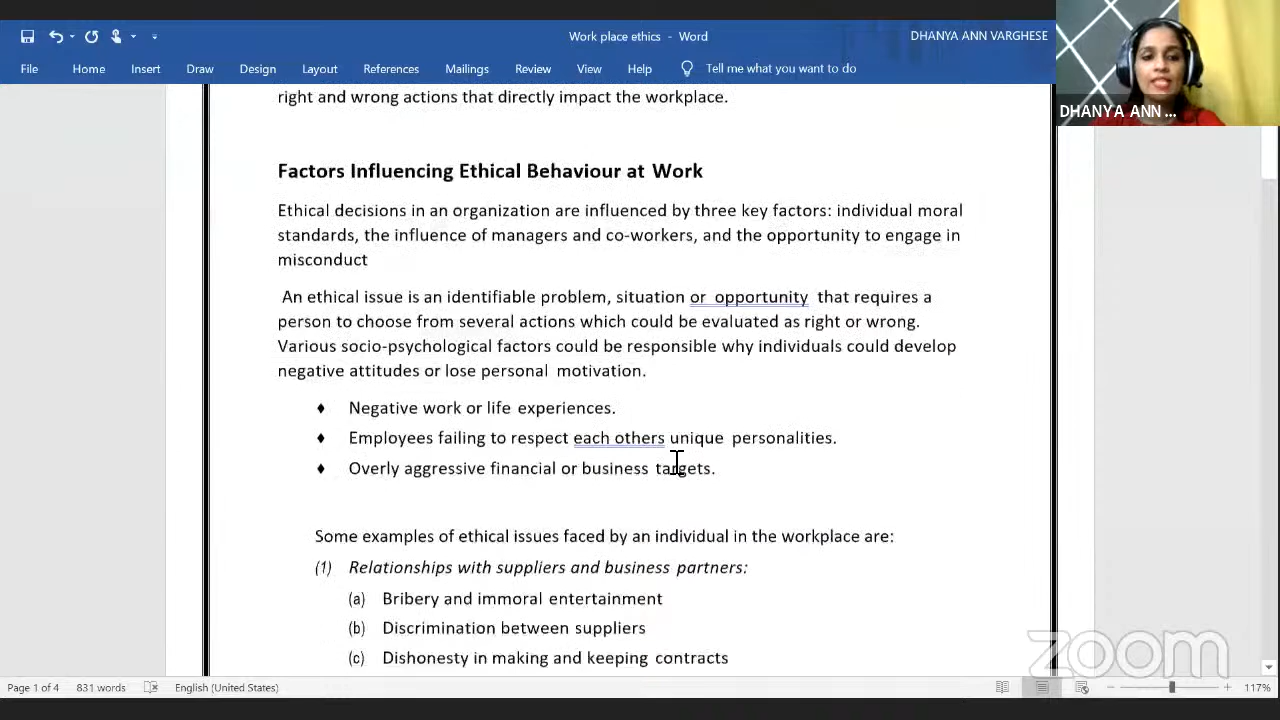 Work place ethics - Word
DHANYA ANN VARGHESE
File Home Insert Draw Design Layout References Mailings Review View Help Tell me what you want to do
DHANYA ANN ...
right and wrong actions that directly impact the workplace.
Factors Influencing Ethical Behaviour at Work
Ethical decisions in an organization are influenced by three key factors: individual moral
standards, the influence of managers and co-workers, and the opportunity to engage in
misconduct
An ethical issue is an identifiable problem, situation or opportunity that requires a
person to choose from several actions which could be evaluated as right or wrong.
Various socio-psychological factors could be responsible why individuals could develop
negative attitudes or lose personal motivation.
♦ Negative work or life experiences.
♦ Employees failing to respect each others unique personalities.
♦ Overly aggressive financial or business targets.
Some examples of ethical issues faced by an individual in the workplace are:
(1) Relationships with suppliers and business partners:
(a) Bribery and immoral entertainment
(b) Discrimination between suppliers
(c) Dishonesty in making and keeping contracts
zoom
Page 1 of 4 831 words English (United States) 117%